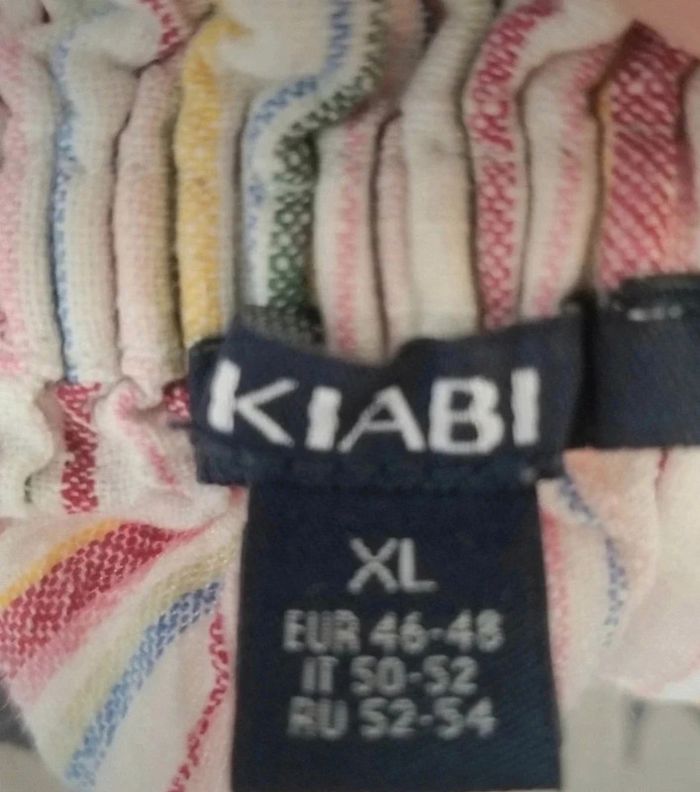 KIABI
XL
EUR 46-48
IT 50-52
RU 52-54